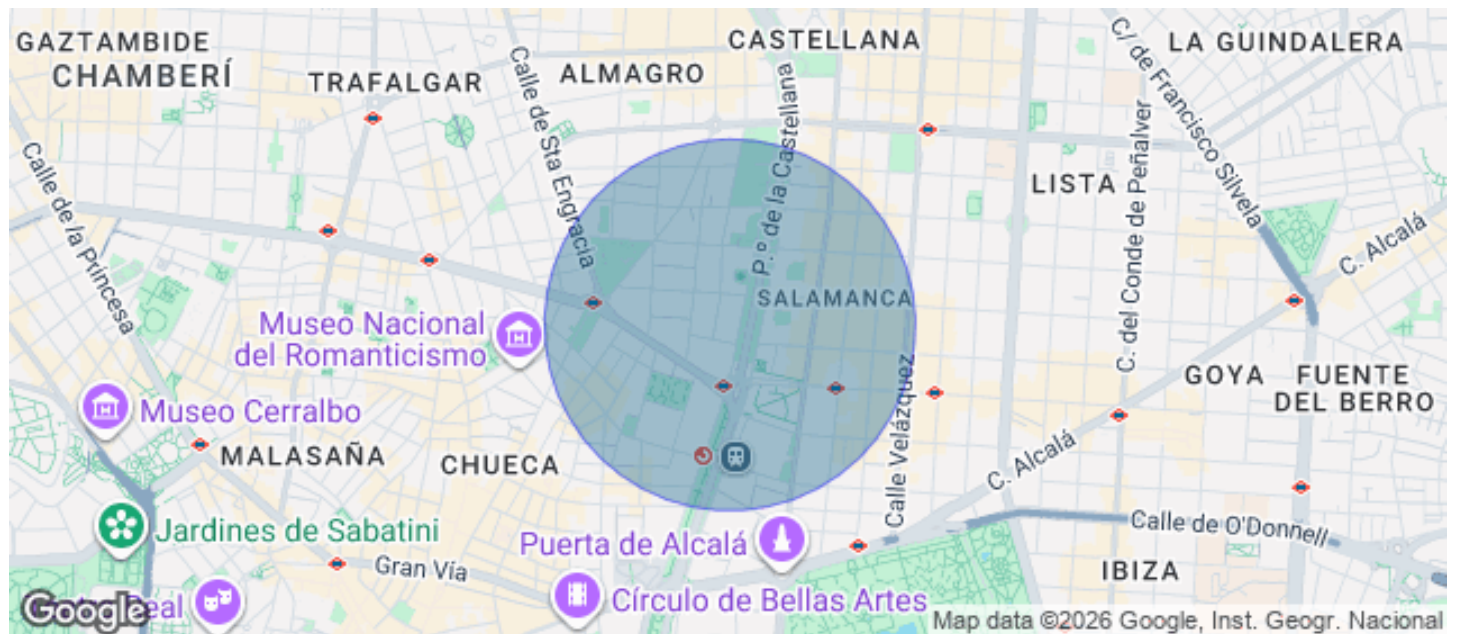 GAZTAMBIDE
CHAMBERÍ
TRAFALGAR
ALMAGRO
CASTELLANA
LA GUINDALERA
Calle de Sta Engracia
P.º de la Castellana
C/ de Francisco Silvela
C. del Conde de Peñalver
LISTA
Calle de la Princesa
C. Alcalá
SALAMANCA
Museo Nacional
del Romanticismo
Calle Velázquez
GOYA
FUENTE
DEL BERRO
Museo Cerralbo
MALASAÑA
CHUECA
C. Alcalá
Jardines de Sabatini
Puerta de Alcalá
Calle de O'Donnell
Gran Vía
IBIZA
Círculo de Bellas Artes
Google
Real
Map data ©2026 Google, Inst. Geogr. Nacional